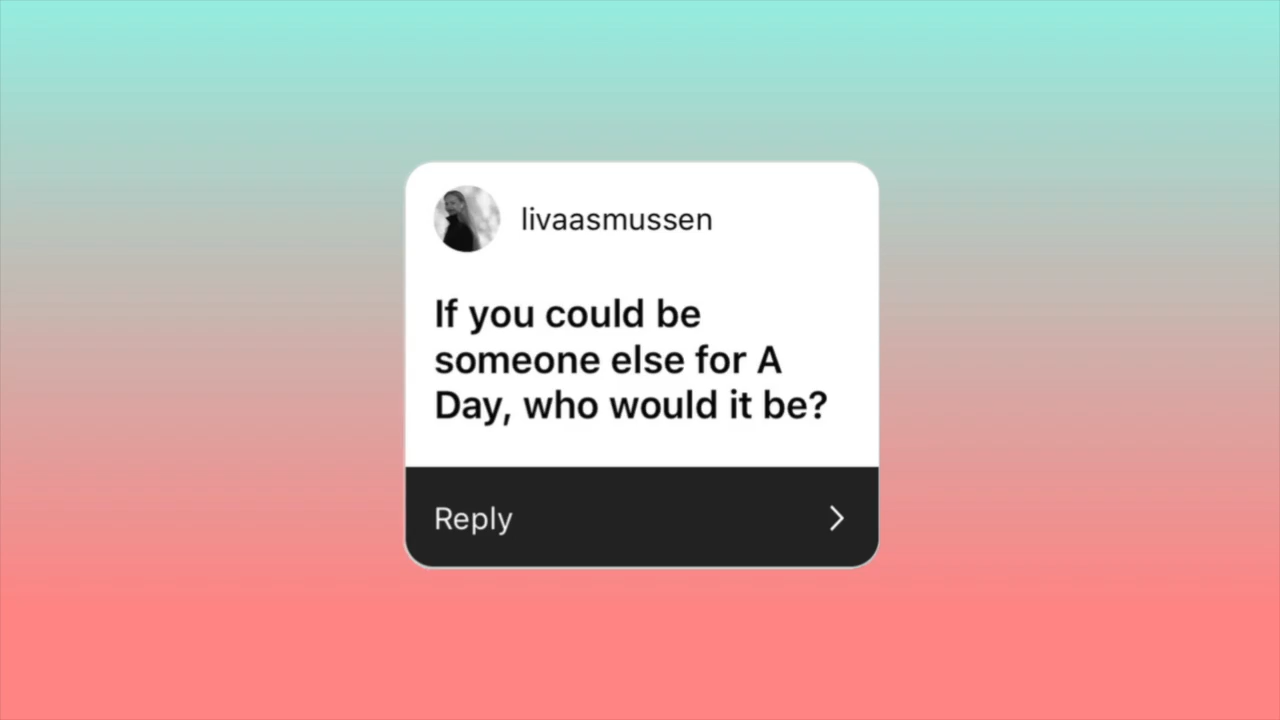 livaasmussen
If you could be
someone else for A
Day, who would it be?
Reply